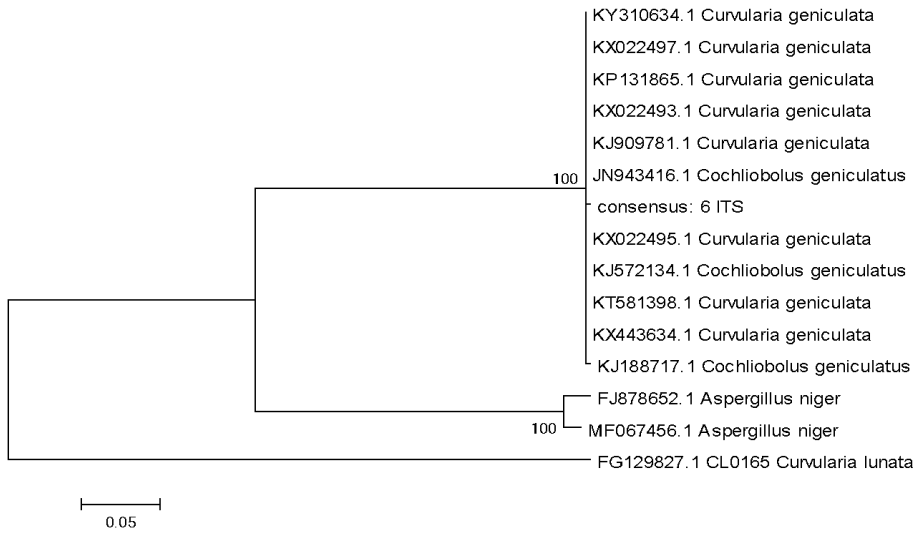 KY310634.1 Curvularia geniculata
KX022497.1 Curvularia geniculata
KP131865.1 Curvularia geniculata
KX022493.1 Curvularia geniculata
KJ909781.1 Curvularia geniculata
JN943416.1 Cochliobolus geniculatus
100
consensus: 6 ITS
KX022495.1 Curvularia geniculata
KJ572134.1 Cochliobolus geniculatus
KT581398.1 Curvularia geniculata
KX443634.1 Curvularia geniculata
KJ188717.1 Cochliobolus geniculatus
FJ878652.1 Aspergillus niger
100
MF067456.1 Aspergillus niger
FG129827.1 CL0165 Curvularia lunata
0.05